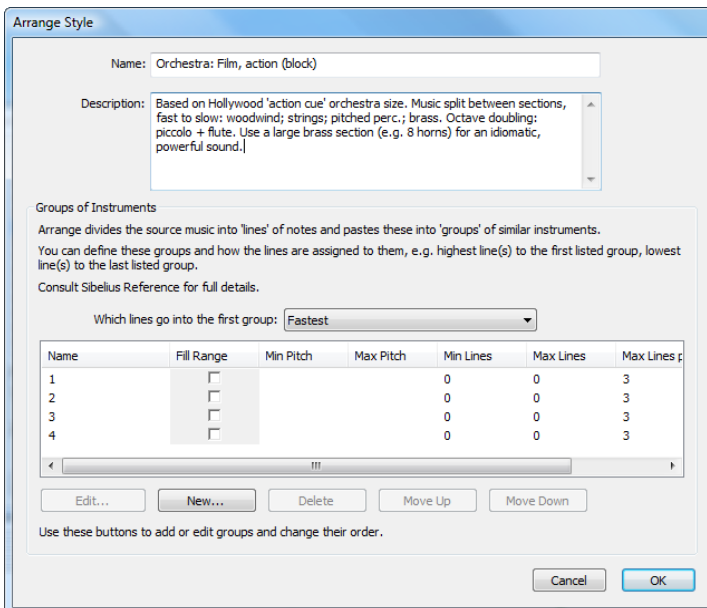 Arrange Style
Name: Orchestra: Film, action (block)
Description: Based on Hollywood 'action cue' orchestra size. Music split between sections,
fast to slow: woodwind; strings; pitched perc.; brass. Octave doubling:
piccolo + flute. Use a large brass section (e.g. 8 horns) for an idiomatic,
powerful sound.
Groups of Instruments
Arrange divides the source music into 'lines' of notes and pastes these into 'groups' of similar instruments.
You can define these groups and how the lines are assigned to them, e.g. highest line(s) to the first listed group, lowest
line(s) to the last listed group.
Consult Sibelius Reference for full details.
Which lines go into the first group: Fastest
Name Fill Range Min Pitch Max Pitch Min Lines Max Lines Max Lines p
1 0 0 3
2 0 0 3
3 0 0 3
4 0 0 3
Edit... New... Delete Move Up Move Down
Use these buttons to add or edit groups and change their order.
Cancel OK